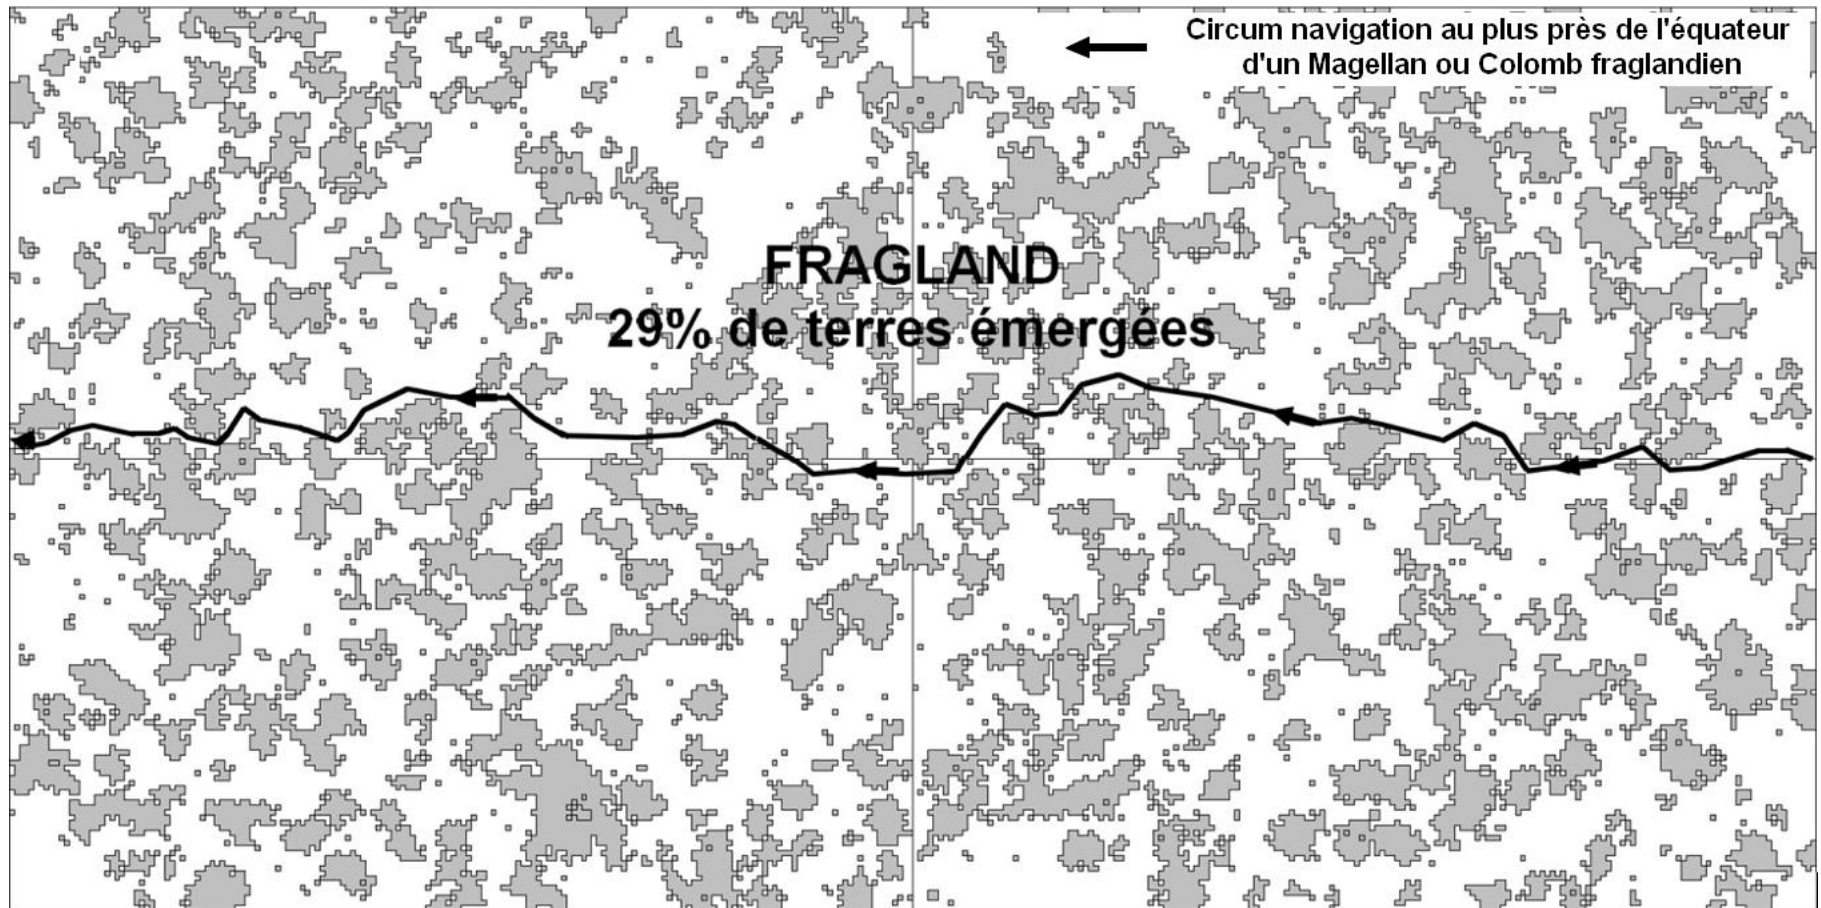 Circum navigation au plus près de l'équateur
d'un Magellan ou Colomb fraglandien
FRAGLAND
29% de terres émergées